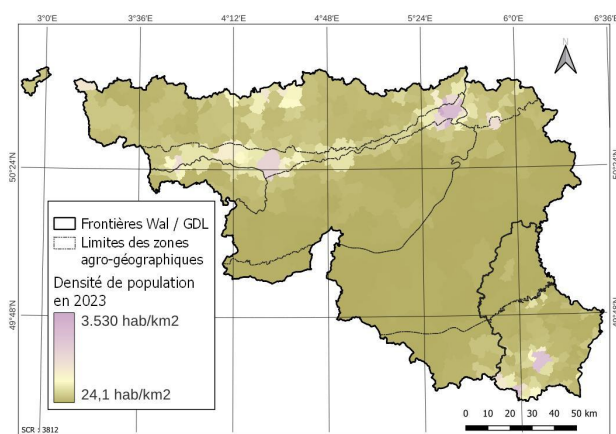 3°0'E 3°36'E 4°12'E 4°48'E 5°24'E 6°0'E 6°36'E
N
50°24'N
50°24'N
49°48'N
49°48'N
Frontières Wal / GDL
Limites des zones
agro-géographiques
Densité de population
en 2023
3.530 hab/km2
24,1 hab/km2
0 10 20 30 40 50 km
SCR : 3812